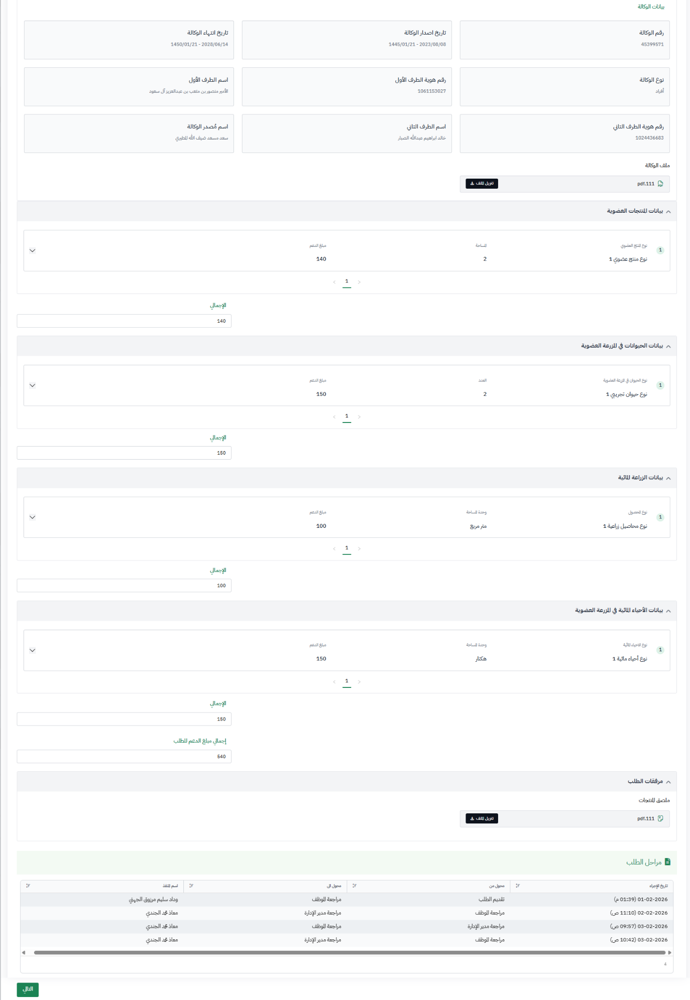 بيانات الوكالة
رقم الوكالة
45399571
تاريخ اصدار الوكالة
1445/01/21 - 2023/08/08
تاريخ انتهاء الوكالة
1450/01/21 - 2028/06/14
نوع الوكالة
أفراد
رقم هوية الطرف الأول
1061153027
اسم الطرف الأول
الأمير منصور بن متعب بن عبدالعزيز آل سعود
رقم هوية الطرف الثاني
1024436683
اسم الطرف الثاني
خالد ابراهيم عبدالله الصبار
اسم مُصدر الوكالة
سعد مسعد ضيف الله المطيري
ملف الوكالة
pdf.111
تنزيل الملف
بيانات المنتجات العضوية
1
نوع المنتج العضوي
نوع منتج عضوي 1
المساحة
2
مبلغ الدعم
140
1
الإجمالي
140
بيانات الحيوانات في المزرعة العضوية
1
نوع الحيوان في المزرعة العضوية
نوع حيوان تجريبي 1
العدد
2
مبلغ الدعم
150
1
الإجمالي
150
بيانات الزراعة المائية
1
نوع المحصول
نوع محاصيل زراعية 1
وحدة المساحة
متر مربع
مبلغ الدعم
100
1
الإجمالي
100
بيانات الأحياء المائية في المزرعة العضوية
1
نوع الاحياء المائية
نوع أحياء مائية 1
وحدة المساحة
هكتار
مبلغ الدعم
150
1
الإجمالي
150
إجمالي مبلغ الدعم للطلب
540
مرفقات الطلب
ملصق المنتجات
pdf.111
تنزيل الملف
مراحل الطلب
تاريخ الإجراء محول من محول الى اسم المنفذ
01-02-2026 (01:39 م) تقديم الطلب مراجعة الموظف وداد سليم مرزوق الجهني
02-02-2026 (11:10 ص) مراجعة الموظف مراجعة مدير الإدارة معاذ محمد الجندي
03-02-2026 (09:57 ص) مراجعة مدير الإدارة مراجعة الموظف معاذ محمد الجندي
03-02-2026 (10:42 ص) مراجعة الموظف مراجعة مدير الإدارة معاذ محمد الجندي
4
التالي